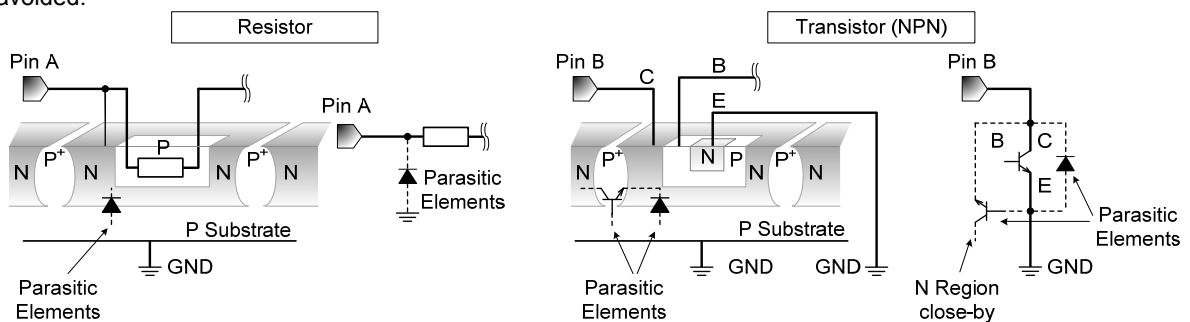 avoided.
Resistor
Transistor (NPN)
Pin A
Pin A
N
P+
N
P
N
P+
N
Parasitic
Elements
P Substrate
GND
Parasitic
Elements
Pin B
C
B
E
N
P+
N
N
P
N
P+
N
P Substrate
GND
GND
Parasitic
Elements
Pin B
B
C
E
Parasitic
Elements
GND
N Region
close-by